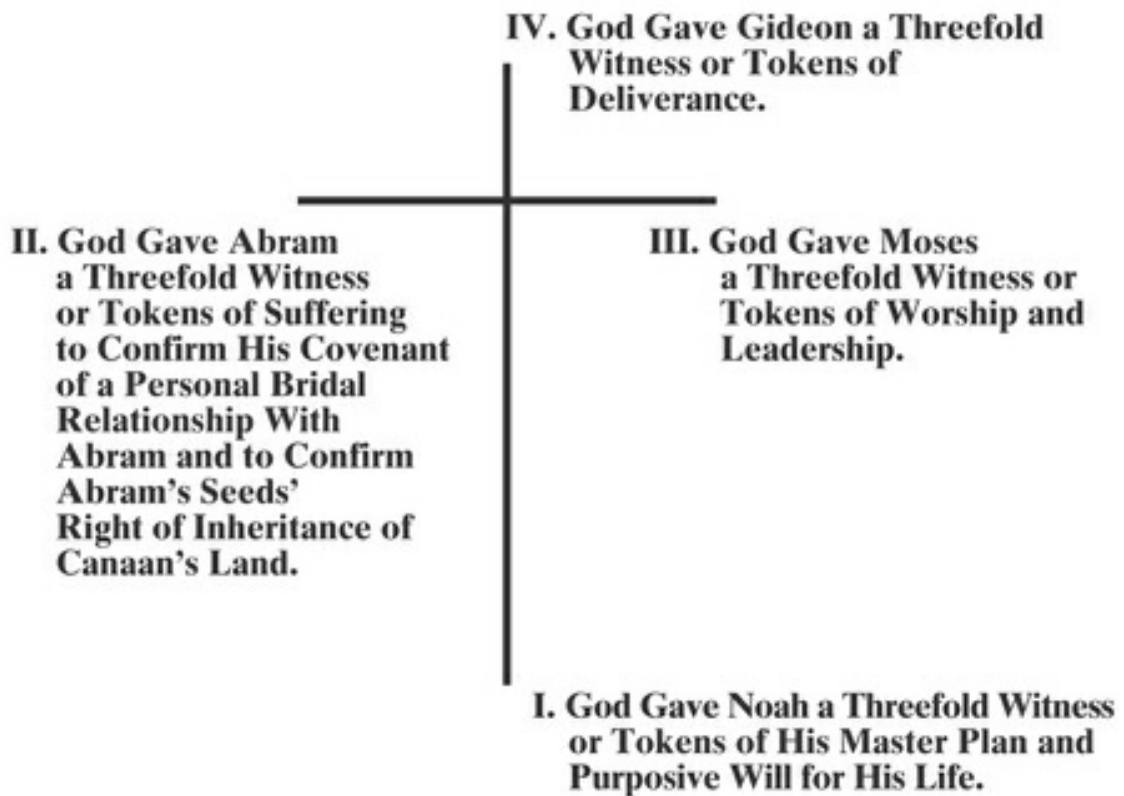 IV. God Gave Gideon a Threefold
Witness or Tokens of
Deliverance.
II. God Gave Abram
a Threefold Witness
or Tokens of Suffering
to Confirm His Covenant
of a Personal Bridal
Relationship With
Abram and to Confirm
Abram’s Seeds’
Right of Inheritance of
Canaan’s Land.
III. God Gave Moses
a Threefold Witness or
Tokens of Worship and
Leadership.
I. God Gave Noah a Threefold Witness
or Tokens of His Master Plan and
Purposive Will for His Life.